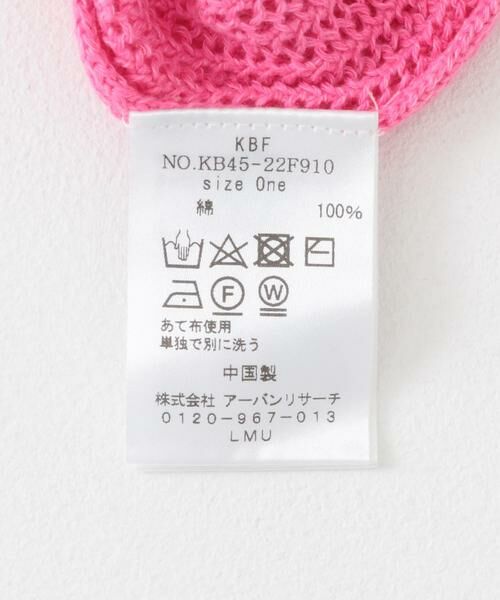 KBF
NO.KB45-22F910
size One
綿 100%
F W
あて布使用
単独で別に洗う
中国製
株式会社 アーバンリサーチ
0120-967-013
LMU